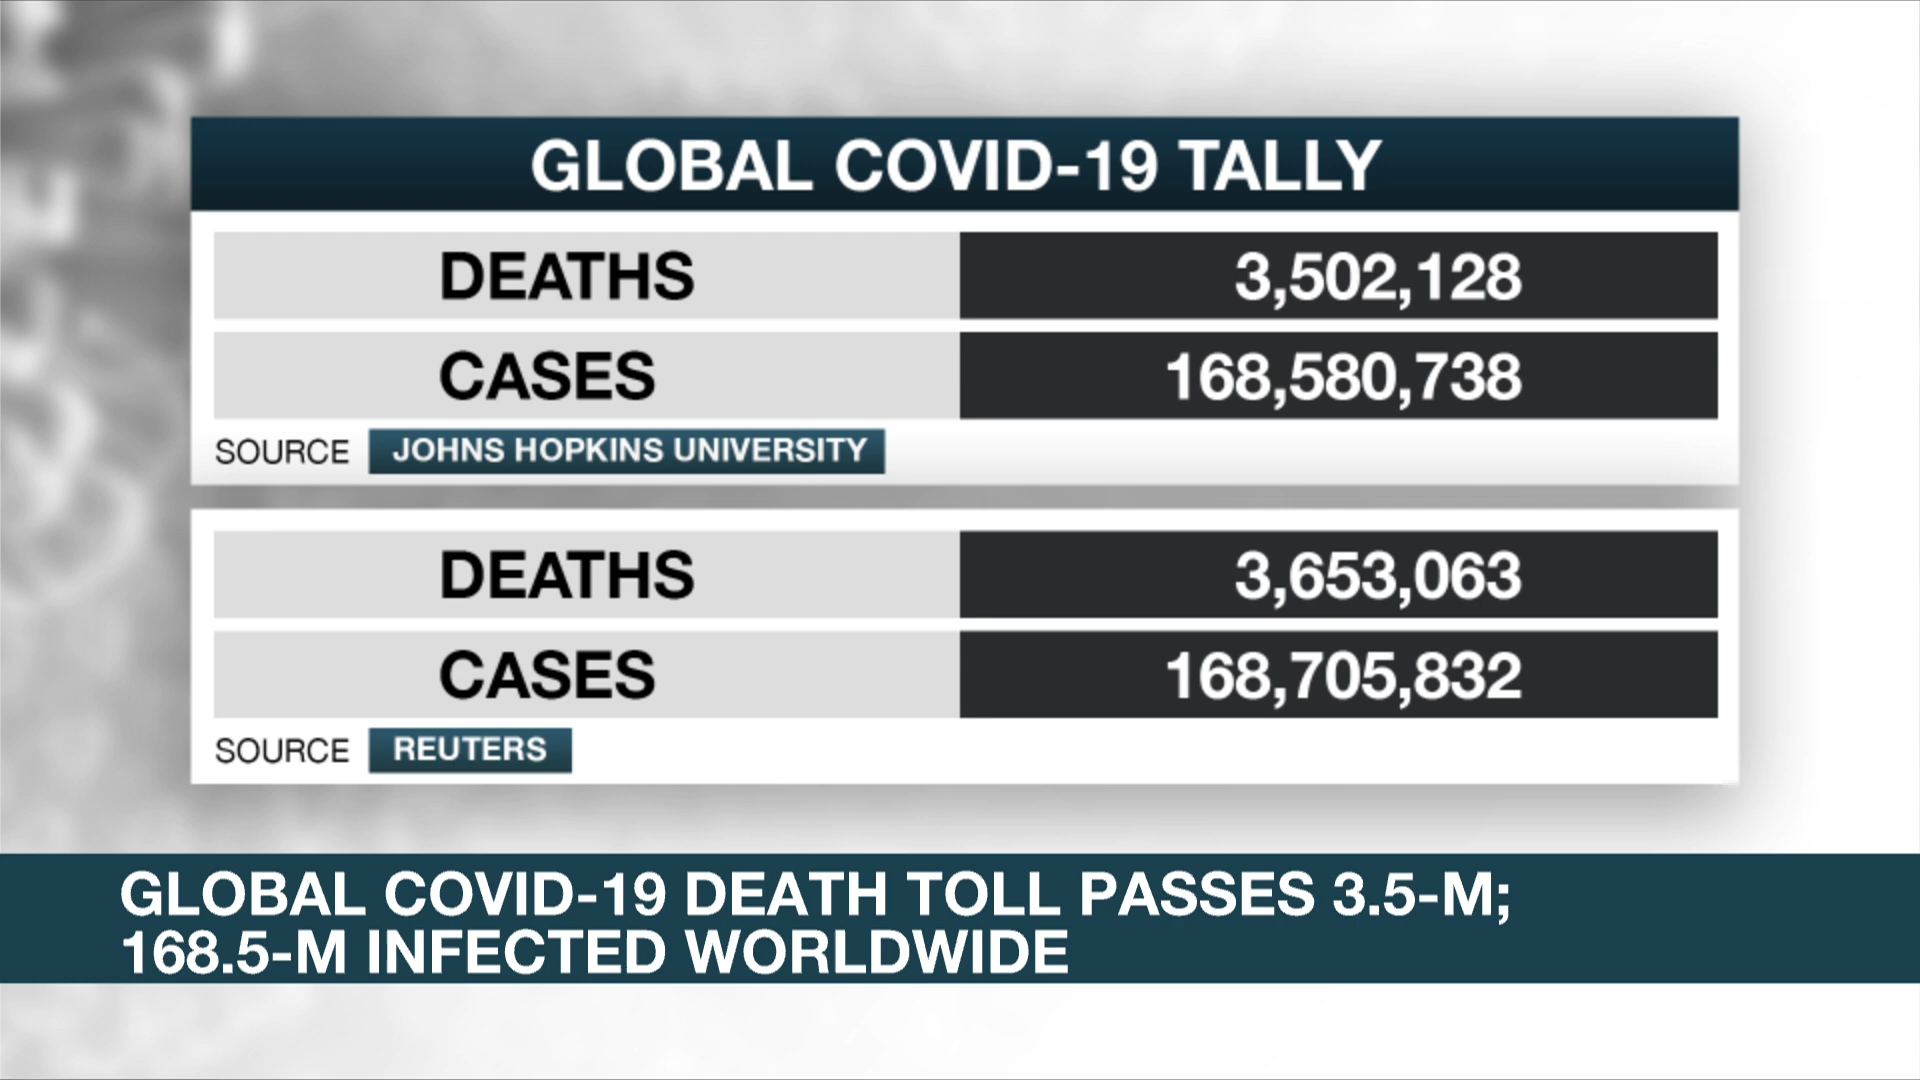 GLOBAL COVID-19 TALLY
DEATHS 3,502,128
CASES 168,580,738
SOURCE JOHNS HOPKINS UNIVERSITY
DEATHS 3,653,063
CASES 168,705,832
SOURCE REUTERS
GLOBAL COVID-19 DEATH TOLL PASSES 3.5-M;
168.5-M INFECTED WORLDWIDE